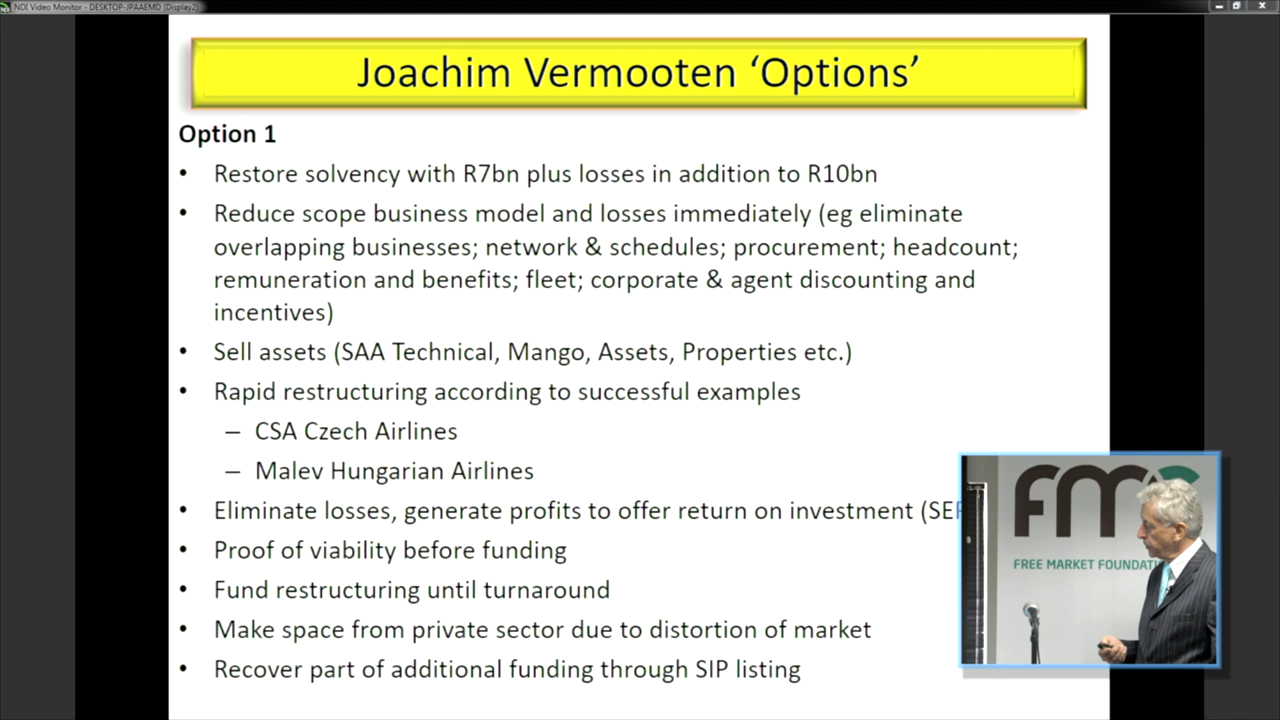 NDI Video Monitor - DESKTOP-JPAAEMD (Display2)
Joachim Vermooten ‘Options’
Option 1
• Restore solvency with R7bn plus losses in addition to R10bn
• Reduce scope business model and losses immediately (eg eliminate
overlapping businesses; network & schedules; procurement; headcount;
remuneration and benefits; fleet; corporate & agent discounting and
incentives)
• Sell assets (SAA Technical, Mango, Assets, Properties etc.)
• Rapid restructuring according to successful examples
– CSA Czech Airlines
– Malev Hungarian Airlines
• Eliminate losses, generate profits to offer return on investment
• Proof of viability before funding
• Fund restructuring until turnaround
• Make space from private sector due to distortion of market
• Recover part of additional funding through SIP listing
fmf
FREE MARKET